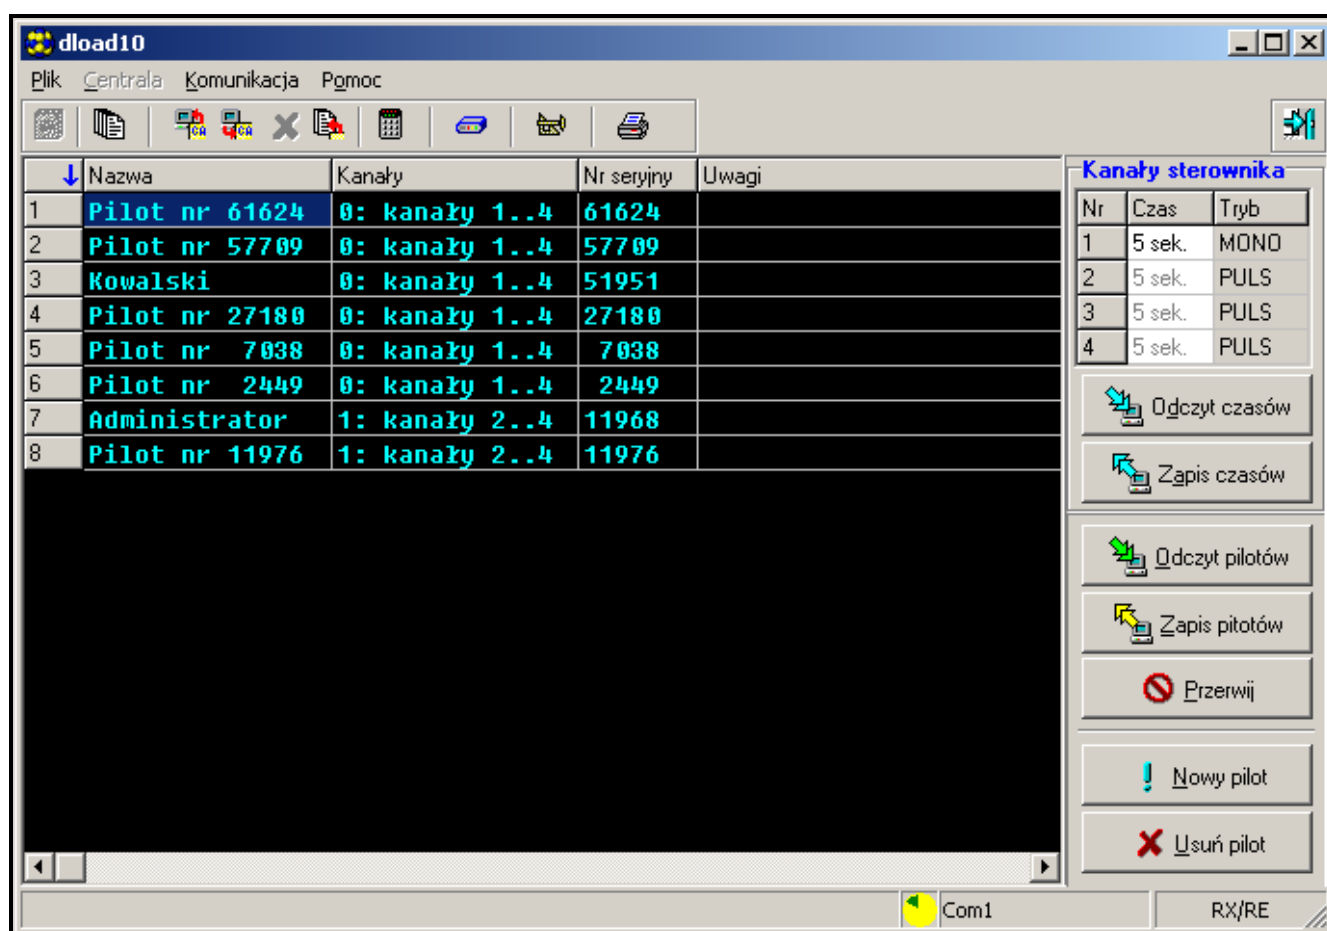 dload10
Plik Centrala Komunikacja Pomoc
CA CA
Nazwa Kanały Nr seryjny Uwagi
1 Pilot nr 61624 0: kanały 1..4 61624
2 Pilot nr 57709 0: kanały 1..4 57709
3 Kowalski 0: kanały 1..4 51951
4 Pilot nr 27180 0: kanały 1..4 27180
5 Pilot nr 7038 0: kanały 1..4 7038
6 Pilot nr 2449 0: kanały 1..4 2449
7 Administrator 1: kanały 2..4 11968
8 Pilot nr 11976 1: kanały 2..4 11976
Kanały sterownika
Nr Czas Tryb
1 5 sek. MONO
2 5 sek. PULS
3 5 sek. PULS
4 5 sek. PULS
Odczyt czasów
Zapis czasów
Odczyt pilotów
Zapis pitotów
Przerwij
Nowy pilot
Usuń pilot
Com1 RX/RE